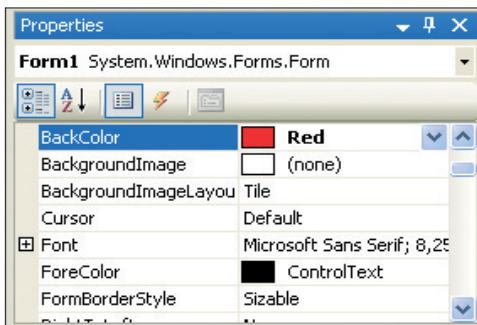 Properties
Form1 System.Windows.Forms.Form
BackColor Red
BackgroundImage (none)
BackgroundImageLayou Tile
Cursor Default
Font Microsoft Sans Serif; 8,25
ForeColor ControlText
FormBorderStyle Sizable